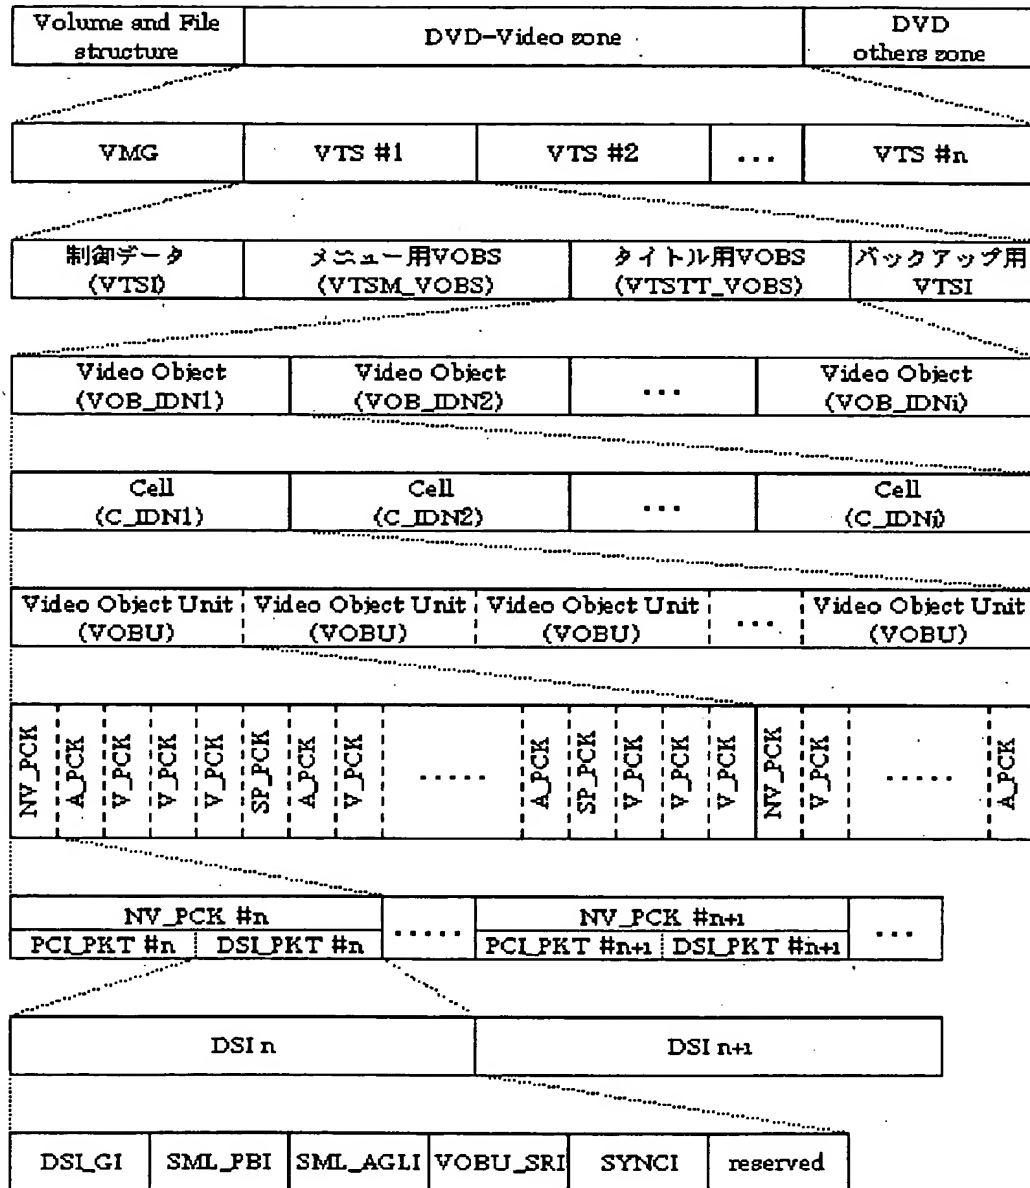 Volume and File
structure
DVD-Video zone
DVD
others zone
VMG
VTS #1
VTS #2
...
VTS #n
制御データ
(VTSI)
メニュー用VOBS
(VTSM_VOBS)
タイトル用VOBS
(VTSTT_VOBS)
バックアップ用
VTSI
Video Object
(VOB_IDN1)
Video Object
(VOB_IDN2)
...
Video Object
(VOB_IDNi)
Cell
(C_IDN1)
Cell
(C_IDN2)
...
Cell
(C_IDNj)
Video Object Unit
(VOBU)
Video Object Unit
(VOBU)
Video Object Unit
(VOBU)
...
Video Object Unit
(VOBU)
NV_PCK
A_PCK
V_PCK
V_PCK
V_PCK
SP_PCK
A_PCK
V_PCK
.....
A_PCK
SP_PCK
V_PCK
V_PCK
V_PCK
NV_PCK
V_PCK
.....
A_PCK
NV_PCK #n
PCI_PKT #n
DSI_PKT #n
.....
NV_PCK #n+1
PCI_PKT #n+1
DSI_PKT #n+1
...
DSI n
DSI n+1
DSI_GI
SML_PBI
SML_AGLI
VOBU_SRI
SYNCI
reserved